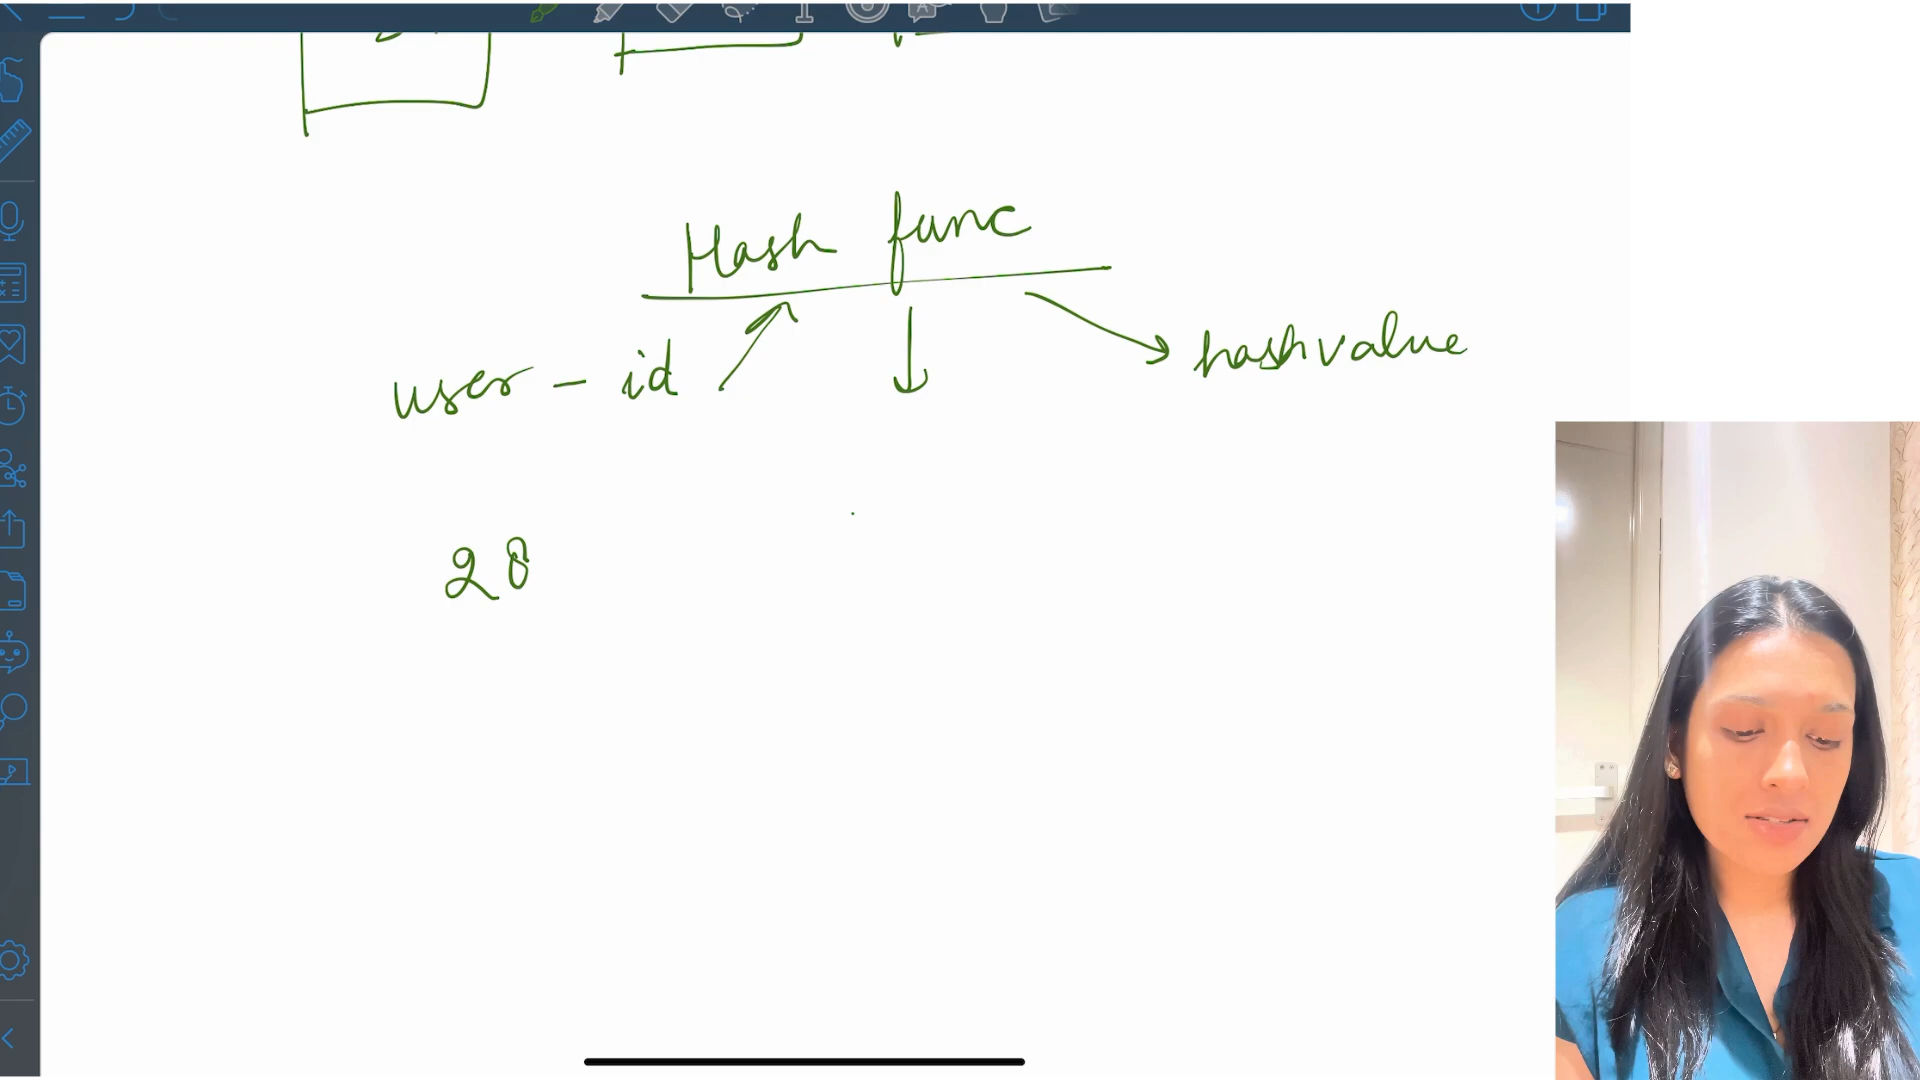 Hash func
user - id
hashvalue
28